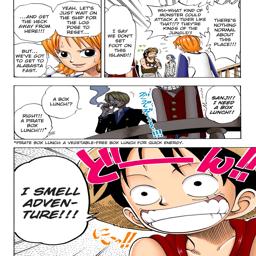 WH-WHAT KIND OF
MONSTER COULD
ATTACK A TIGER LIKE
THAT?? THEY'RE
KINGS OF THE
JUNGLE!!
THERE'S
NOTHING
NORMAL
ABOUT
THIS
PLACE!!!
YEAH. LET'S
JUST WAIT ON
THE SHIP FOR
THE LOG
POSE TO
RESET...
I SAY
WE DON'T
SET
FOOT ON
THIS
ISLAND!!
...AND GET
THE HECK
AWAY FROM
HERE!!!
BUT...
WE'VE GOT
TO GET TO
ALABASTA
FAST.
SANJI!!!
I NEED
A BOX
LUNCH!!
A BOX
LUNCH?
RIGHT!!!
A PIRATE
BOX LUNCH!!*
*PIRATE BOX LUNCH: A VEGETABLE-FREE BOX LUNCH FOR QUICK ENERGY.
ど——ん!!
I SMELL
ADVEN-
TURE!!!